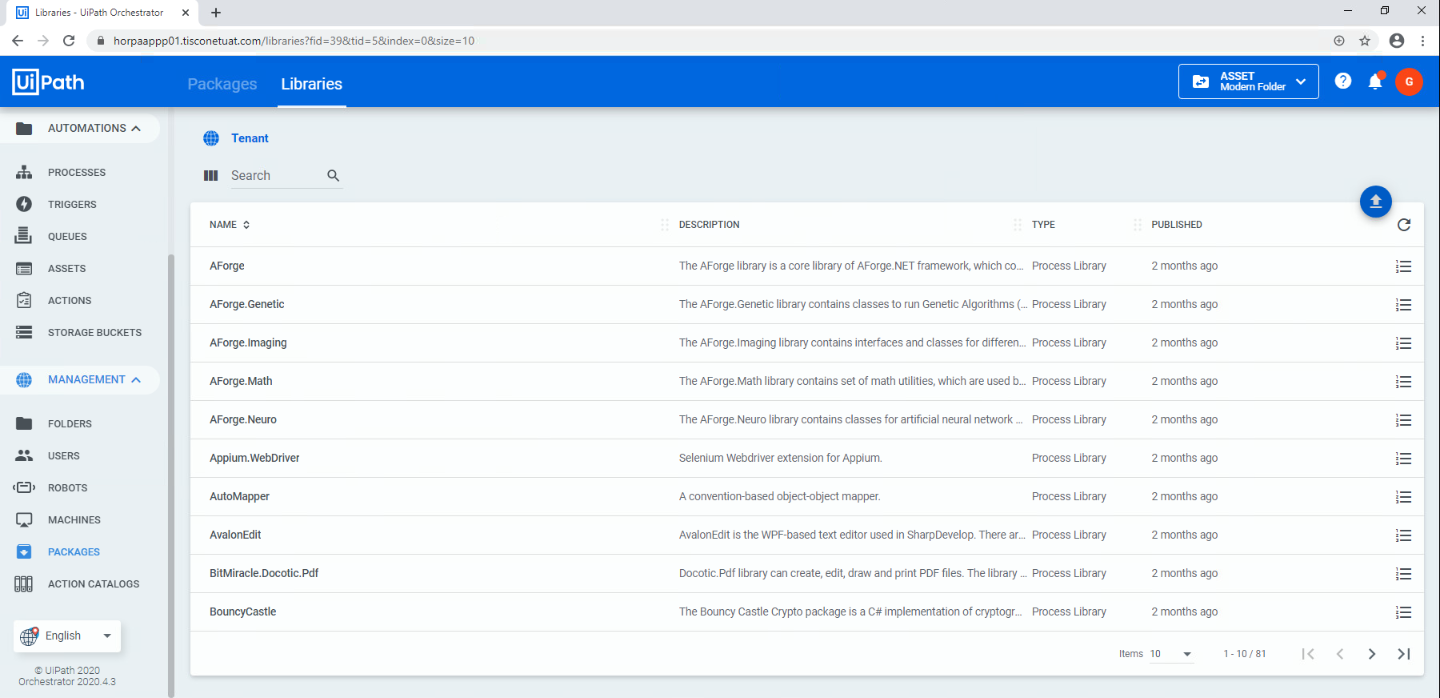 Libraries - UiPath Orchestrator
horpaappp01.tisconetuat.com/libraries?fid=39&tid=5&index=0&size=10
UiPath
Packages
Libraries
ASSET
Modern Folder
G
AUTOMATIONS
PROCESSES
TRIGGERS
QUEUES
ASSETS
ACTIONS
STORAGE BUCKETS
MANAGEMENT
FOLDERS
USERS
ROBOTS
MACHINES
PACKAGES
ACTION CATALOGS
English
© UiPath 2020
Orchestrator 2020.4.3
Tenant
Search
NAME DESCRIPTION TYPE PUBLISHED
AForge The AForge library is a core library of AForge.NET framework, which co... Process Library 2 months ago
AForge.Genetic The AForge.Genetic library contains classes to run Genetic Algorithms (... Process Library 2 months ago
AForge.Imaging The AForge.Imaging library contains interfaces and classes for differen... Process Library 2 months ago
AForge.Math The AForge.Math library contains set of math utilities, which are used b... Process Library 2 months ago
AForge.Neuro The AForge.Neuro library contains classes for artificial neural network ... Process Library 2 months ago
Appium.WebDriver Selenium Webdriver extension for Appium. Process Library 2 months ago
AutoMapper A convention-based object-object mapper. Process Library 2 months ago
AvalonEdit AvalonEdit is the WPF-based text editor used in SharpDevelop. There ar... Process Library 2 months ago
BitMiracle.Docotic.Pdf Docotic.Pdf library can create, edit, draw and print PDF files. The library ... Process Library 2 months ago
BouncyCastle The Bouncy Castle Crypto package is a C# implementation of cryptogr... Process Library 2 months ago
Items 10 1 - 10 / 81